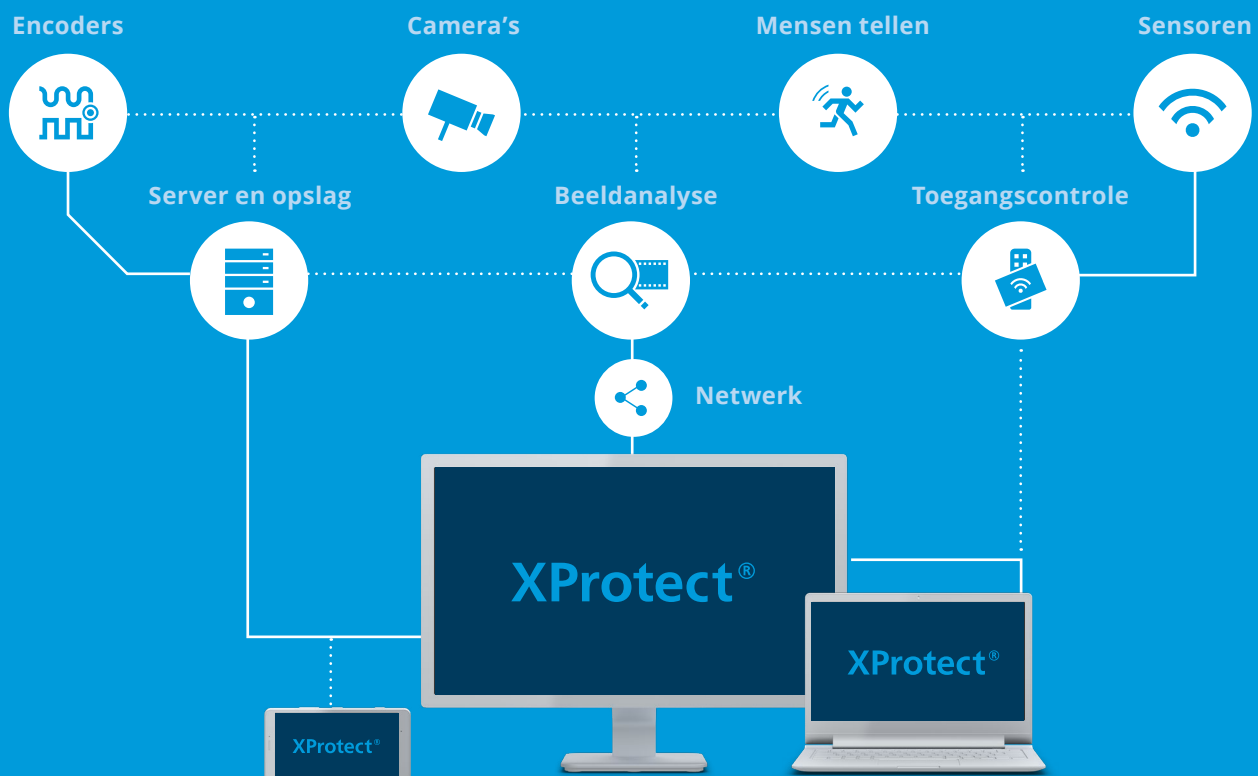 Encoders
Camera's
Mensen tellen
Sensoren
Server en opslag
Beeldanalyse
Toegangscontrole
Netwerk
XProtect®
XProtect®
XProtect®